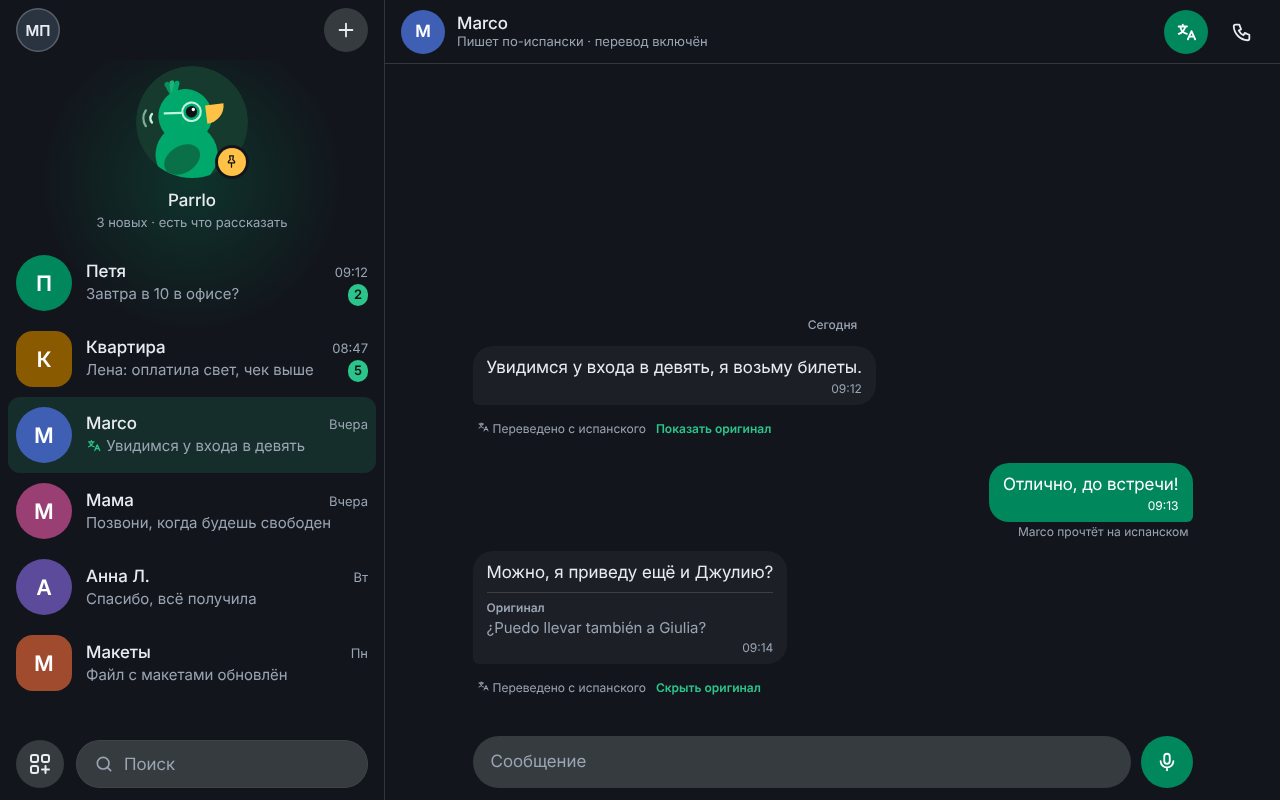 МП
Parrlo
3 новых · есть что рассказать
П
Петя
09:12
Завтра в 10 в офисе?
2
К
Квартира
08:47
Лена: оплатила свет, чек выше
5
M
Marco
Вчера
Увидимся у входа в девять
М
Мама
Вчера
Позвони, когда будешь свободен
А
Анна Л.
Вт
Спасибо, всё получила
М
Макеты
Пн
Файл с макетами обновлён
Поиск
M
Marco
Пишет по-испански · перевод включён
Сегодня
Увидимся у входа в девять, я возьму билеты.
09:12
Переведено с испанского Показать оригинал
Отлично, до встречи!
09:13
Marco прочтёт на испанском
Можно, я приведу ещё и Джулию?
Оригинал
¿Puedo llevar también a Giulia?
09:14
Переведено с испанского Скрыть оригинал
Сообщение